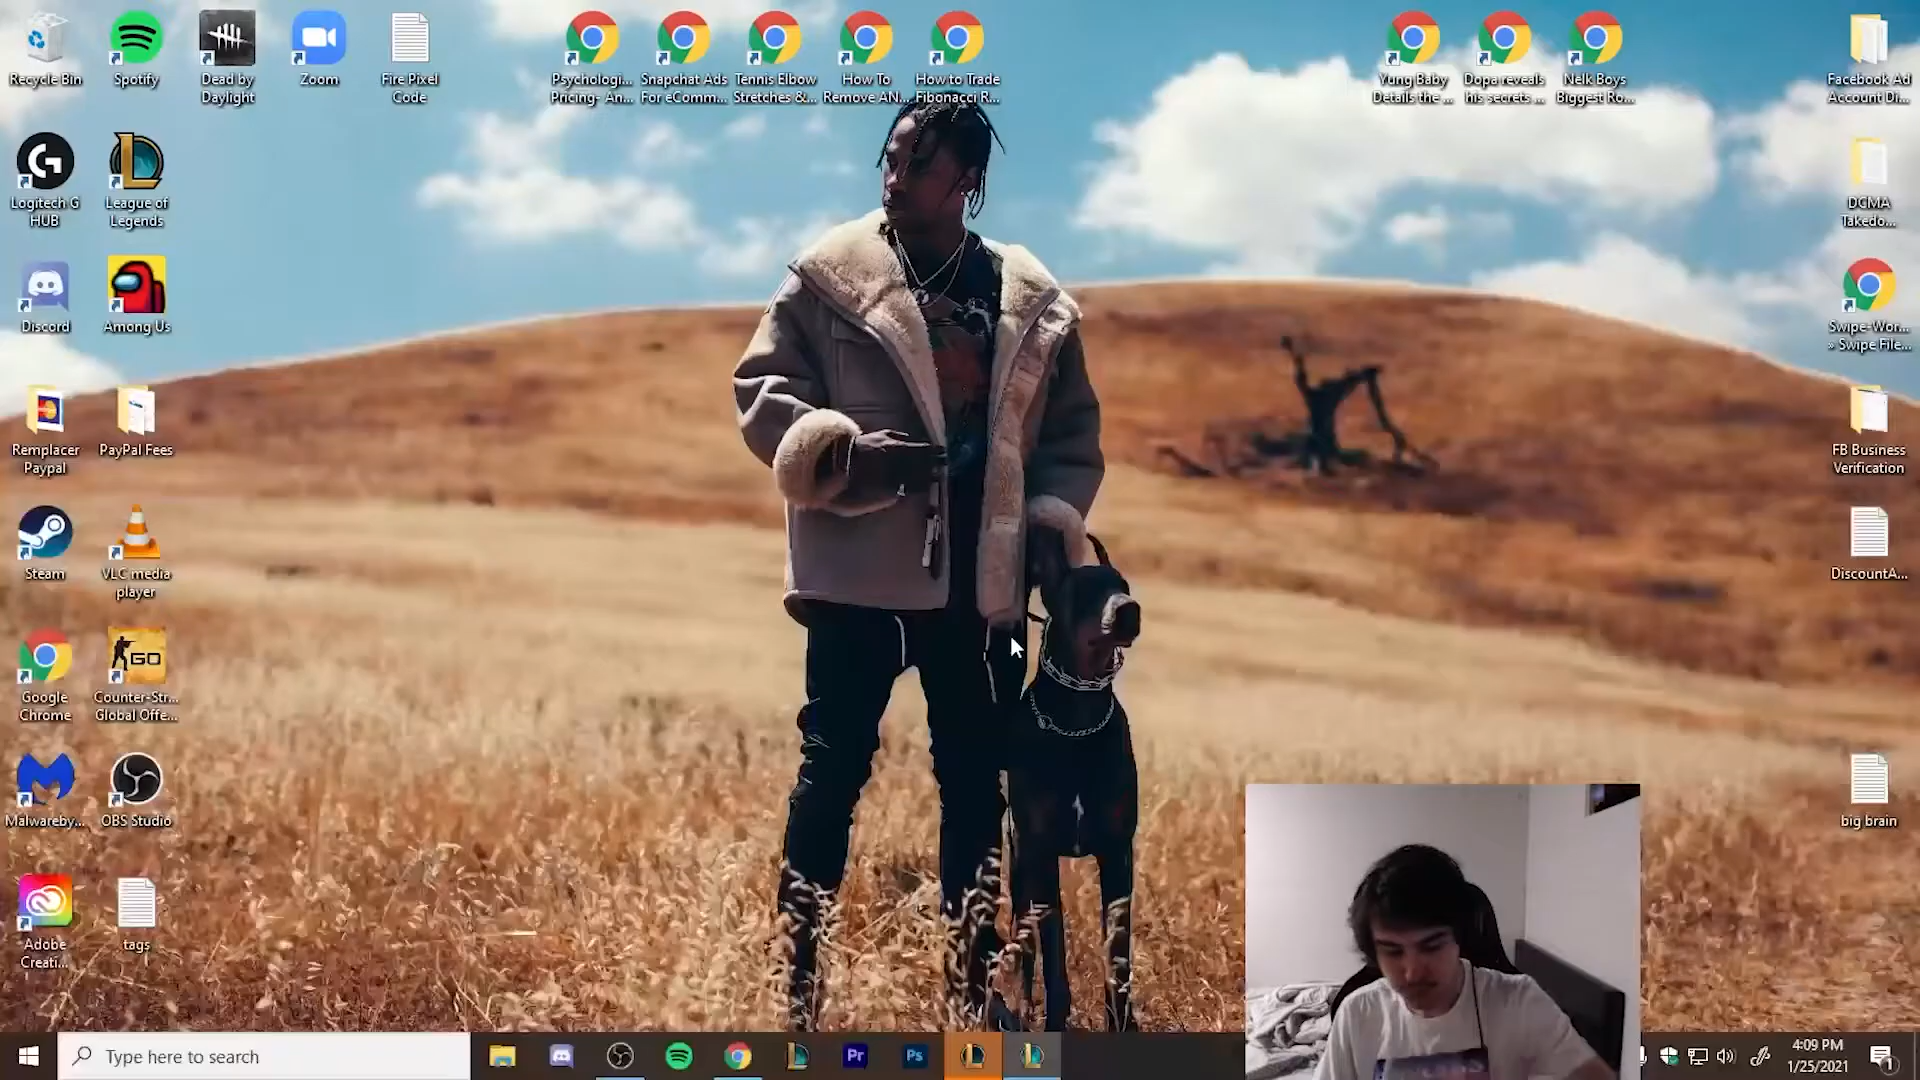 Recycle Bin
Spotify
Dead by
Daylight
Zoom
Fire Pixel
Code
Psychologi...
Pricing- An...
Snapchat Ads
For eComm...
Tennis Elbow
Stretches &...
How To
Remove AN...
How to Trade
Fibonacci R...
Yung Baby
Details the ...
Dopa reveals
his secrets ...
Nelk Boys
Biggest Ro...
Facebook Ad
Account Di...
Logitech G
HUB
League of
Legends
DCMA
Takedo...
Discord
Among Us
Swipe-Wor...
» Swipe File...
Remplacer
Paypal
PayPal Fees
FB Business
Verification
Steam
VLC media
player
DiscountA...
Google
Chrome
GO
Counter-Str...
Global Offe...
Malwareby...
OBS Studio
big brain
Adobe
Creati...
tags
Type here to search
Pr
Ps
4:09 PM
1/25/2021
1